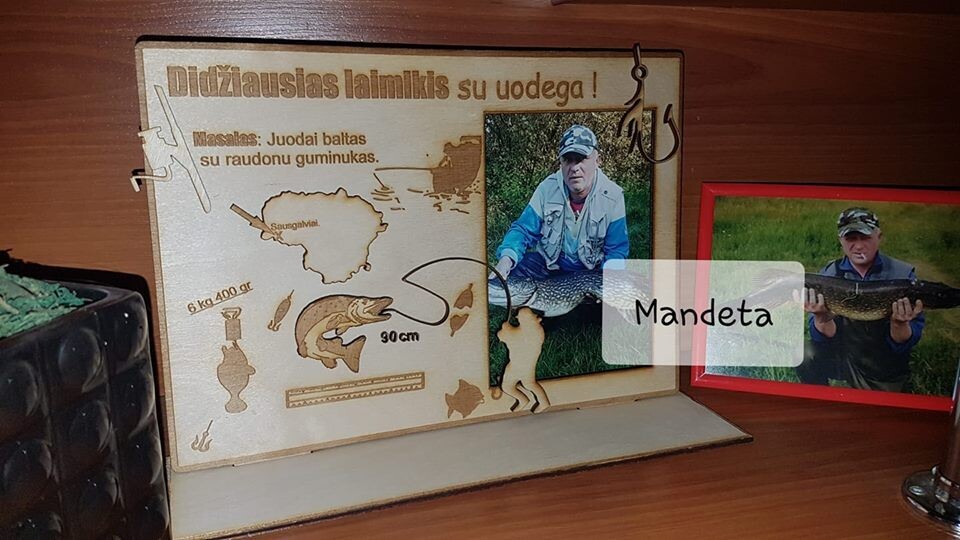 Didžiausias laimikis su uodega !
Masalas: Juodai baltas
su raudonu guminukas.
Sausgalviai.
6 kg 400 gr.
90cm
Mandeta